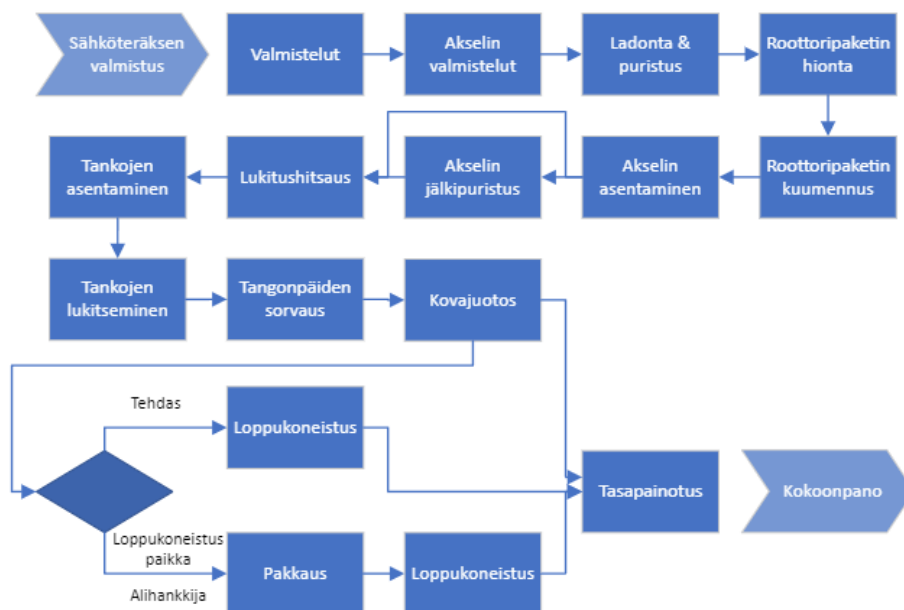 Sähköteräksen
valmistus
Valmistelut
Akselin
valmistelut
Ladonta &
puristus
Roottoripaketin
hionta
Tankojen
asentaminen
Lukitushitsaus
Akselin
jälkipuristus
Akselin
asentaminen
Roottoripaketin
kuumennus
Tankojen
lukitseminen
Tangonpäiden
sorvaus
Kovajuotos
Tehdas
Loppukoneistus
Tasapainotus
Kokoonpano
Loppukoneistus
paikka
Alihankkija
Pakkaus
Loppukoneistus